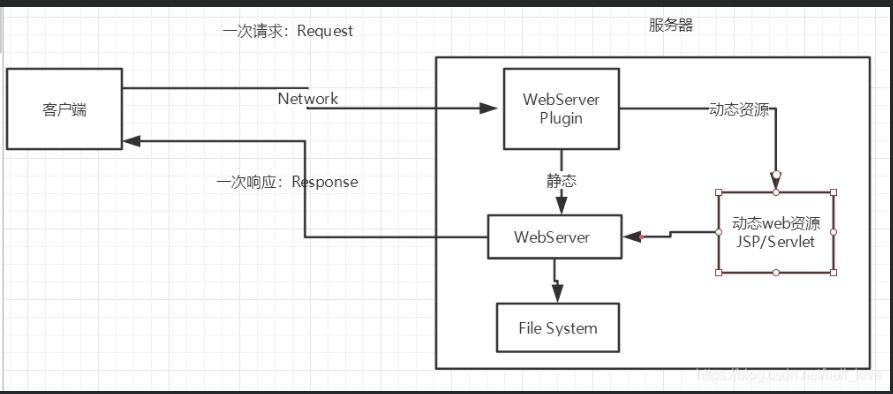 一次请求：Request
服务器
客户端
Network
WebServer
Plugin
动态资源
静态
一次响应：Response
动态web资源
JSP/Servlet
WebServer
File System
https://blog.csdn.net/bell_love